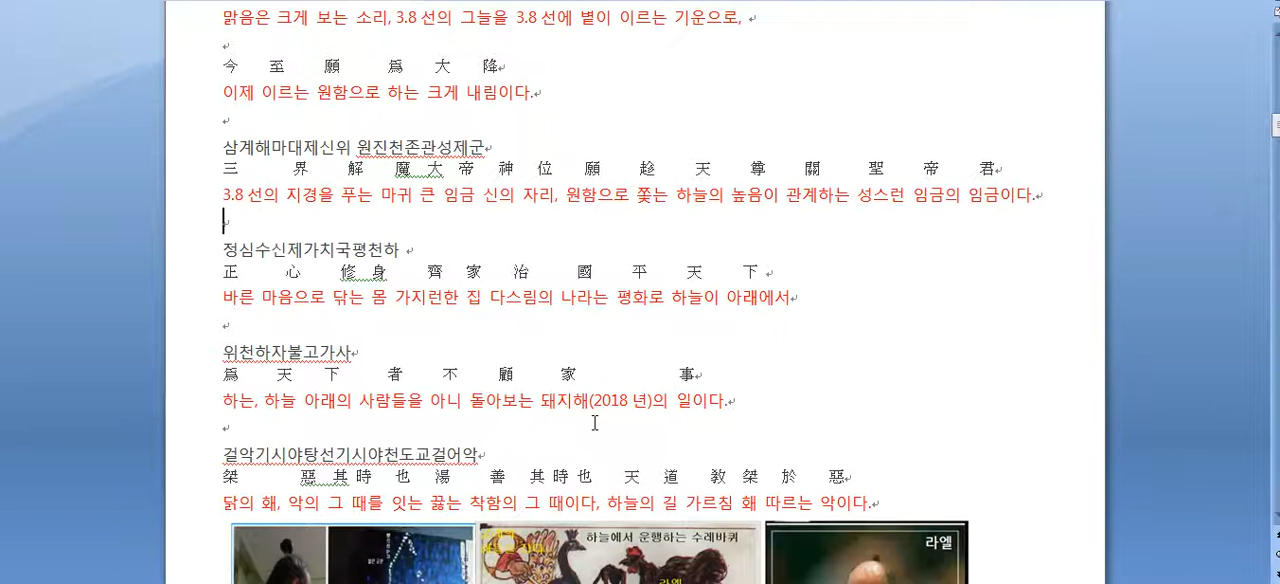 맑음은 크게 보는 소리, 3.8 선의 그늘을 3.8 선에 볕이 이르는 기운으로,
今 至 願 爲 大 降
이제 이르는 원함으로 하는 크게 내림이다.
삼계해마대제신위 원진천존관성제군
三 界 解 魔 大 帝 神 位 願 趁 天 尊 關 聖 帝 君
3.8 선의 지경을 푸는 마귀 큰 임금 신의 자리, 원함으로 쫓는 하늘의 높음이 관계하는 성스런 임금의 임금이다.
정심수신제가치국평천하
正 心 修 身 齊 家 治 國 平 天 下
바른 마음으로 닦는 몸 가지런한 집 다스림의 나라는 평화로 하늘이 아래에서
위천하자불고가사
爲 天 下 者 不 顧 家 事
하는, 하늘 아래의 사람들을 아니 돌아보는 돼지해(2018 년)의 일이다.
걸악기시야탕선기시야천도교걸어악
桀 惡 其 時 也 湯 善 其 時 也 天 道 敎 桀 於 惡
닭의 홰, 악의 그 때를 잇는 끓는 착함의 그 때이다, 하늘의 길 가르침 홰 따르는 악이다.
하늘에서 운행하는 수레바퀴
라엘
라엘